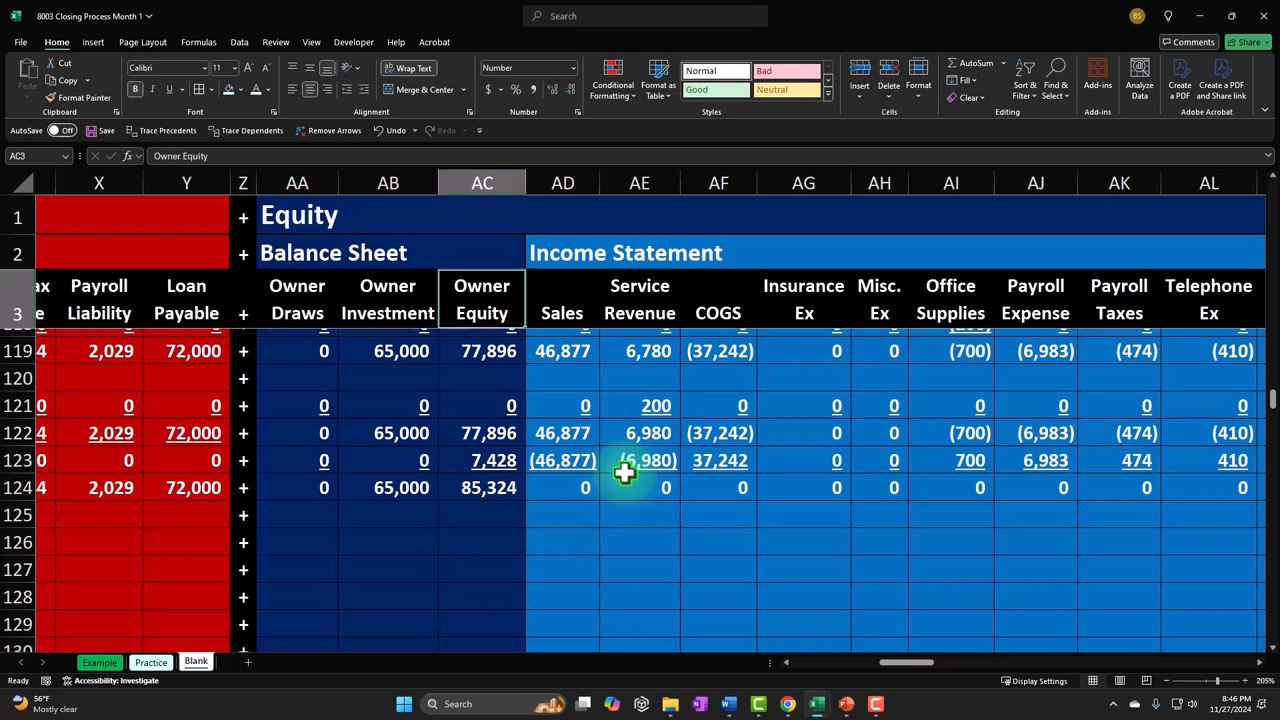 8003 Closing Process Month 1
Search
BS
File Home Insert Page Layout Formulas Data Review View Developer Help Acrobat
Comments Share
Paste
Cut
Copy
Format Painter
Clipboard
Calibri 11
B I U
Font
Wrap Text
Merge & Center
Alignment
Number
$ % 9
Number
Conditional Formatting
Format as Table
Normal Bad
Good Neutral
Styles
Insert Delete Format
Cells
AutoSum
Fill
Clear
Sort & Filter
Find & Select
Editing
Add-ins
Add-ins
Analyze Data
Create a PDF
Create a PDF and Share link
Adobe Acrobat
AutoSave Off Save Trace Precedents Trace Dependents Remove Arrows Undo Redo
AC3 fx Owner Equity
X Y Z AA AB AC AD AE AF AG AH AI AJ AK AL
1 + Equity
2 + Balance Sheet Income Statement
ax Payroll Loan Owner Owner Owner Service Insurance Misc. Office Payroll Payroll Telephone
3 e Liability Payable + Draws Investment Equity Sales Revenue COGS Ex Ex Supplies Expense Taxes Ex
119 4 2,029 72,000 + 0 65,000 77,896 46,877 6,780 (37,242) 0 0 (700) (6,983) (474) (410)
120 +
121 0 0 0 + 0 0 0 0 200 0 0 0 0 0 0 0
122 4 2,029 72,000 + 0 65,000 77,896 46,877 6,980 (37,242) 0 0 (700) (6,983) (474) (410)
123 0 0 0 + 0 0 7,428 (46,877) (6,980) 37,242 0 0 700 6,983 474 410
124 4 2,029 72,000 + 0 65,000 85,324 0 0 0 0 0 0 0 0 0
125 +
126 +
127 +
128 +
129 +
130 +
Example Practice Blank
Ready Accessibility: Investigate Display Settings 205%
56°F
Mostly clear
Search
8:46 PM
11/27/2024